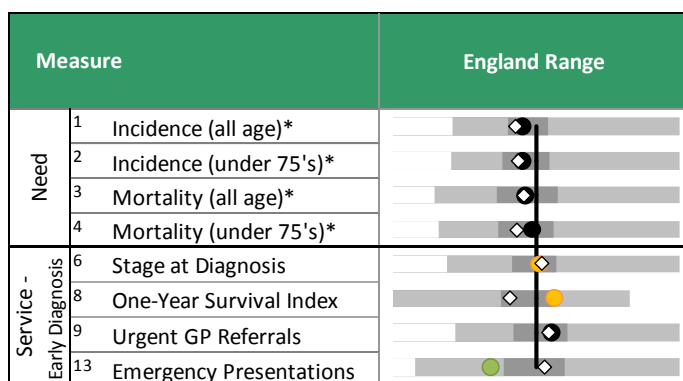 Measure England Range
Need
1 Incidence (all age)*
2 Incidence (under 75's)*
3 Mortality (all age)*
4 Mortality (under 75's)*
Service -
Early Diagnosis
6 Stage at Diagnosis
8 One-Year Survival Index
9 Urgent GP Referrals
13 Emergency Presentations